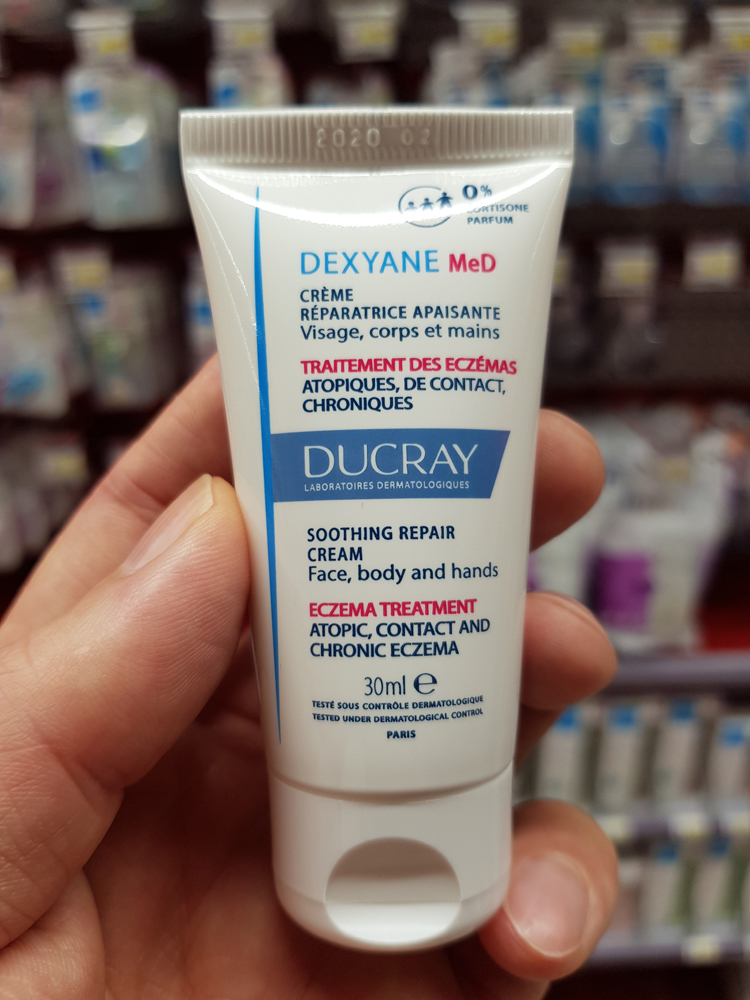 2020 02
0%
CORTISONE
PARFUM
DEXYANE MeD
CRÈME
RÉPARATRICE APAISANTE
Visage, corps et mains
TRAITEMENT DES ECZÉMAS
ATOPIQUES, DE CONTACT,
CHRONIQUES
DUCRAY
LABORATOIRES DERMATOLOGIQUES
SOOTHING REPAIR
CREAM
Face, body and hands
ECZEMA TREATMENT
ATOPIC, CONTACT AND
CHRONIC ECZEMA
30ml ℮
TESTÉ SOUS CONTRÔLE DERMATOLOGIQUE
TESTED UNDER DERMATOLOGICAL CONTROL
PARIS